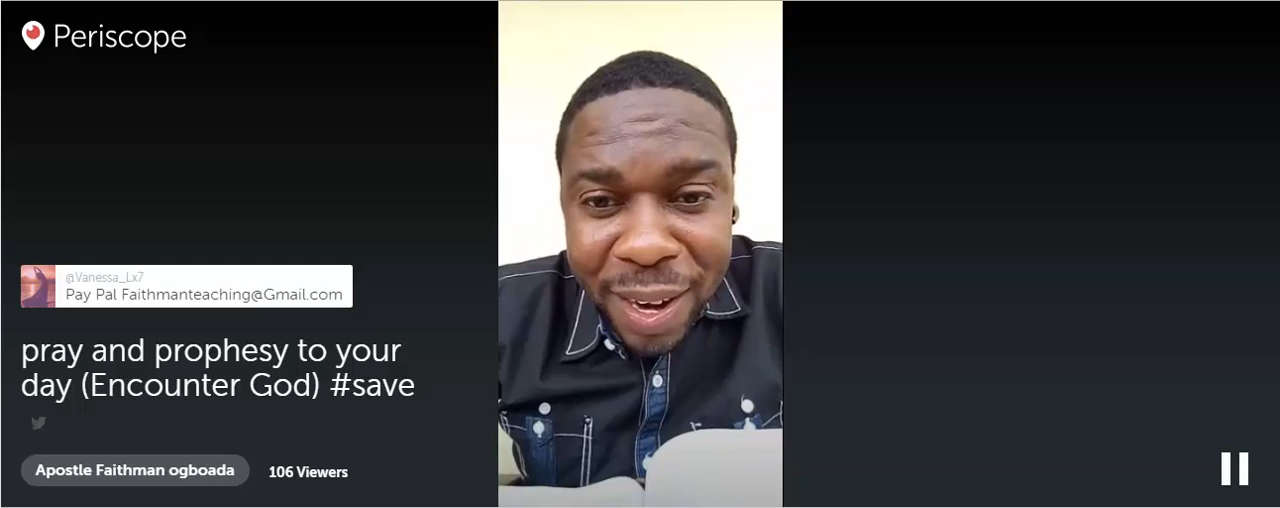 Periscope
@Vanessa_Lx7
Pay Pal Faithmanteaching@Gmail.com
pray and prophesy to your
day (Encounter God) #save
Apostle Faithman ogboada
106 Viewers